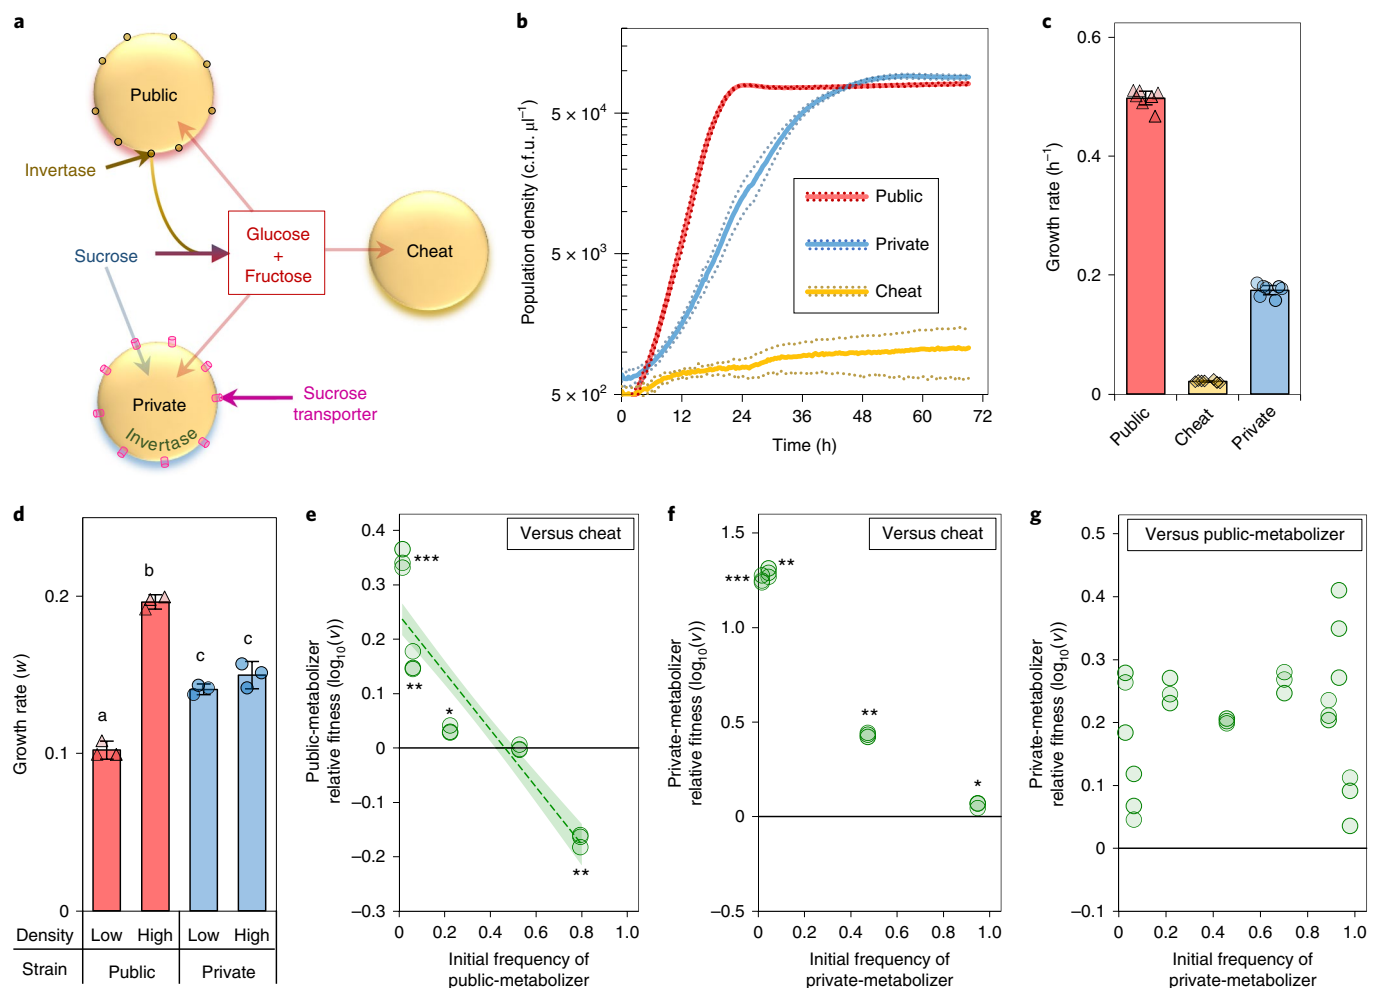 a
Public
Invertase
Sucrose
Glucose
+
Fructose
Cheat
Private
Invertase
Sucrose
transporter
b
Population density (c.f.u. μl⁻¹)
5 × 10⁴
5 × 10³
5 × 10²
0 12 24 36 48 60 72
Time (h)
Public
Private
Cheat
c
Growth rate (h⁻¹)
0.6
0.4
0.2
0
Public
Cheat
Private
d
Growth rate (w)
0.2
0.1
0
a
b
c
c
Density Low High Low High
Strain Public Private
e
Versus cheat
Public-metabolizer
relative fitness (log₁₀(v))
0.4
0.3
0.2
0.1
0
–0.1
–0.2
–0.3
***
**
*
**
0 0.2 0.4 0.6 0.8 1.0
Initial frequency of
public-metabolizer
f
Versus cheat
Private-metabolizer
relative fitness (log₁₀(v))
1.5
1.0
0.5
0
–0.5
***
**
**
*
0 0.2 0.4 0.6 0.8 1.0
Initial frequency of
private-metabolizer
g
Versus public-metabolizer
Private-metabolizer
relative fitness (log₁₀(v))
0.5
0.4
0.3
0.2
0.1
0
–0.1
0 0.2 0.4 0.6 0.8 1.0
Initial frequency of
private-metabolizer